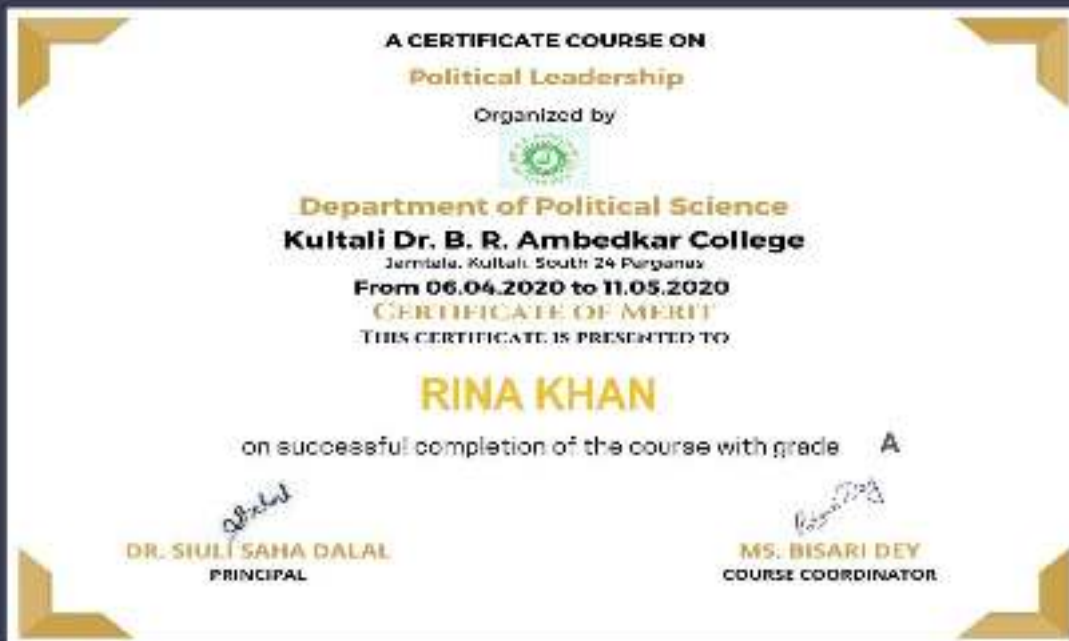 A CERTIFICATE COURSE ON
Political Leadership
Organized by
Department of Political Science
Kultali Dr. B. R. Ambedkar College
Jamtala, Kultali, South 24 Parganas
From 06.04.2020 to 11.05.2020
CERTIFICATE OF MERIT
THIS CERTIFICATE IS PRESENTED TO
RINA KHAN
on successful completion of the course with grade A
DR. SIULI SAHA DALAL
PRINCIPAL
MS. BISARI DEY
COURSE COORDINATOR